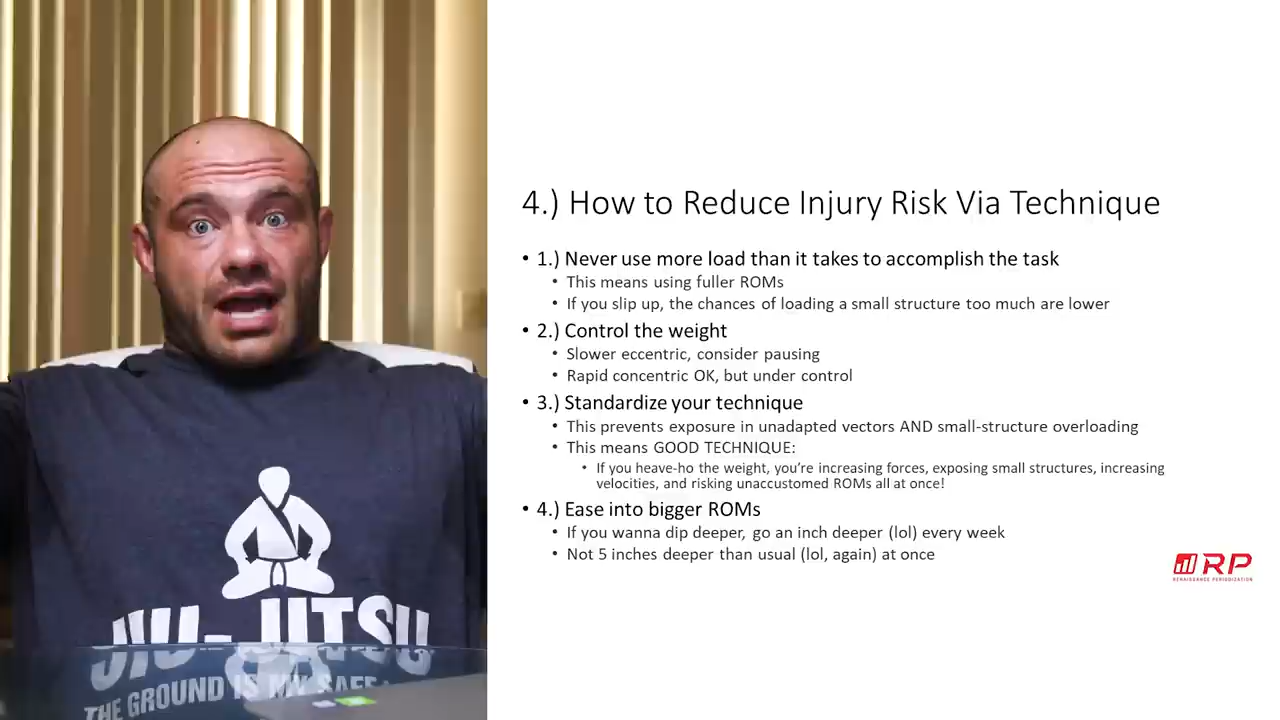 4.) How to Reduce Injury Risk Via Technique
• 1.) Never use more load than it takes to accomplish the task
• This means using fuller ROMs
• If you slip up, the chances of loading a small structure too much are lower
• 2.) Control the weight
• Slower eccentric, consider pausing
• Rapid concentric OK, but under control
• 3.) Standardize your technique
• This prevents exposure in unadapted vectors AND small-structure overloading
• This means GOOD TECHNIQUE:
• If you heave-ho the weight, you're increasing forces, exposing small structures, increasing
velocities, and risking unaccustomed ROMs all at once!
• 4.) Ease into bigger ROMs
• If you wanna dip deeper, go an inch deeper (lol) every week
• Not 5 inches deeper than usual (lol, again) at once
RP
RENAISSANCE PERIODIZATION
JIU-JITSU
THE GROUND IS MY SAFE